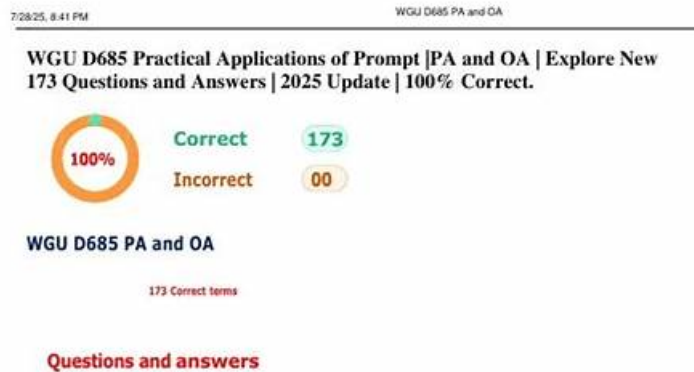 7/28/25, 8:41 PM
WGU D685 PA and OA
WGU D685 Practical Applications of Prompt |PA and OA | Explore New
173 Questions and Answers | 2025 Update | 100% Correct.
100%
Correct 173
Incorrect 00
WGU D685 PA and OA
173 Correct terms
Questions and answers